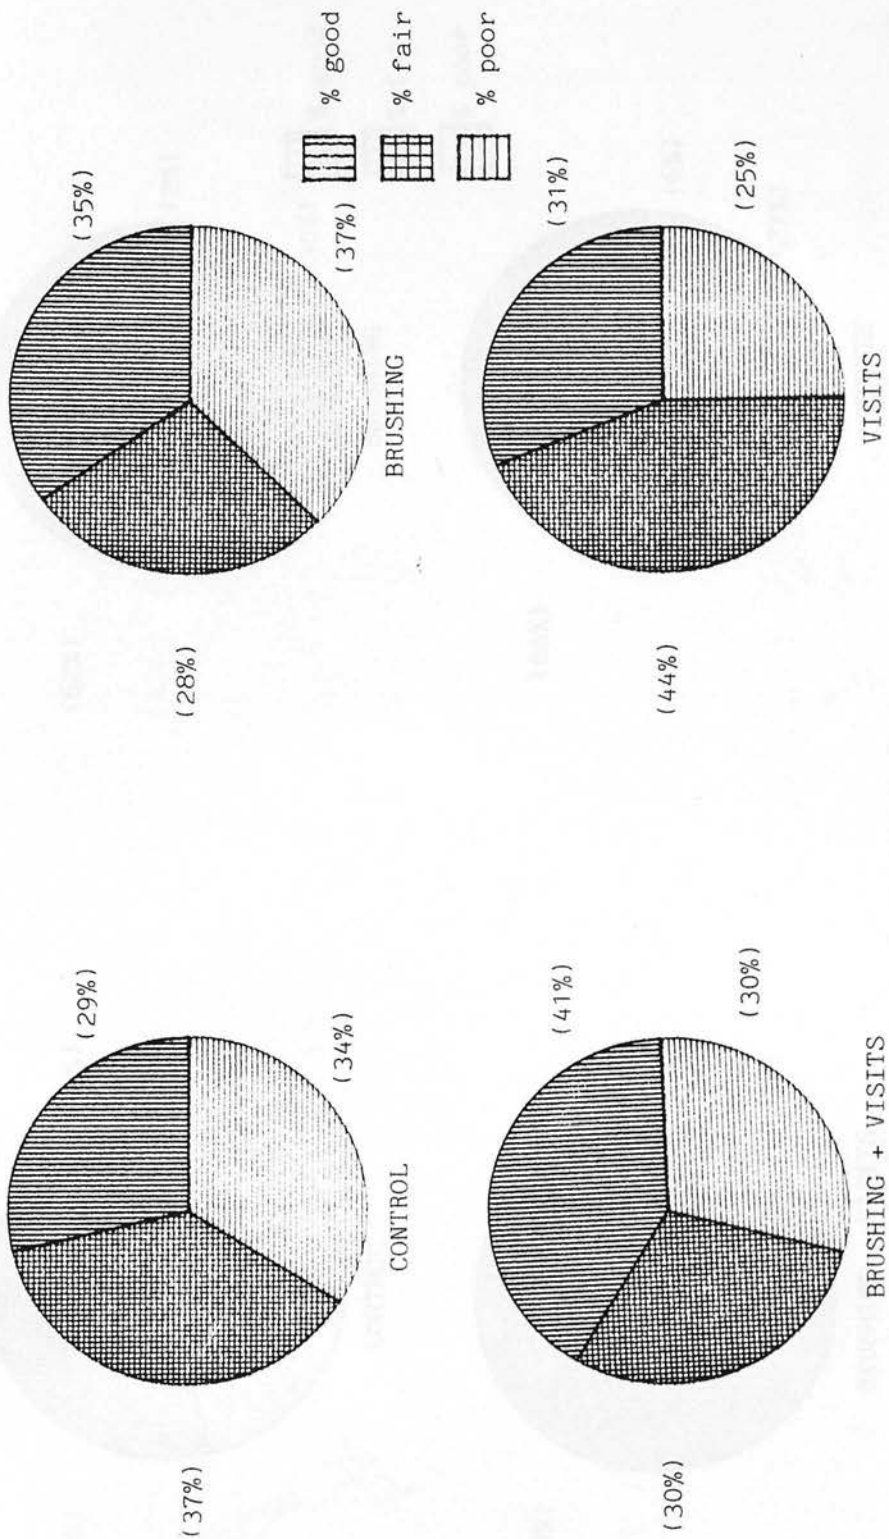 (29%)
(37%)
(34%)
CONTROL
(35%)
(28%)
(37%)
BRUSHING
% good
% fair
% poor
(41%)
(30%)
(30%)
BRUSHING + VISITS
(31%)
(44%)
(25%)
VISITS